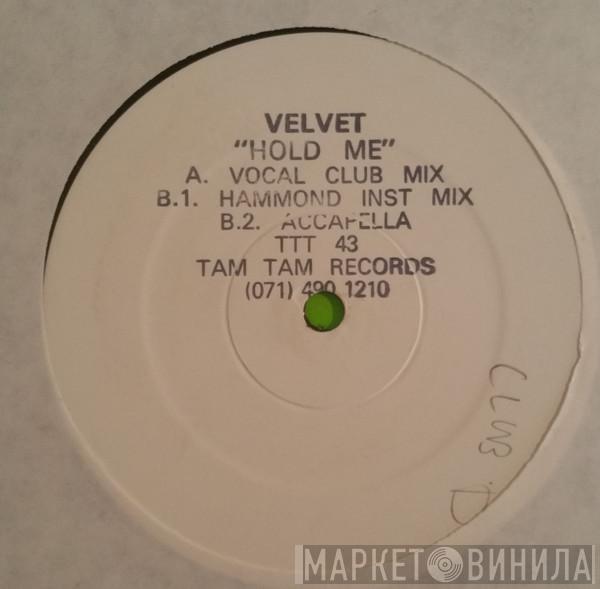 VELVET
"HOLD ME"
A. VOCAL CLUB MIX
B.1. HAMMOND INST MIX
B.2. ACCAPELLA
TTT 43
TAM TAM RECORDS
(071) 490 1210
CLUB D
МАРКЕТ ВИНИЛА